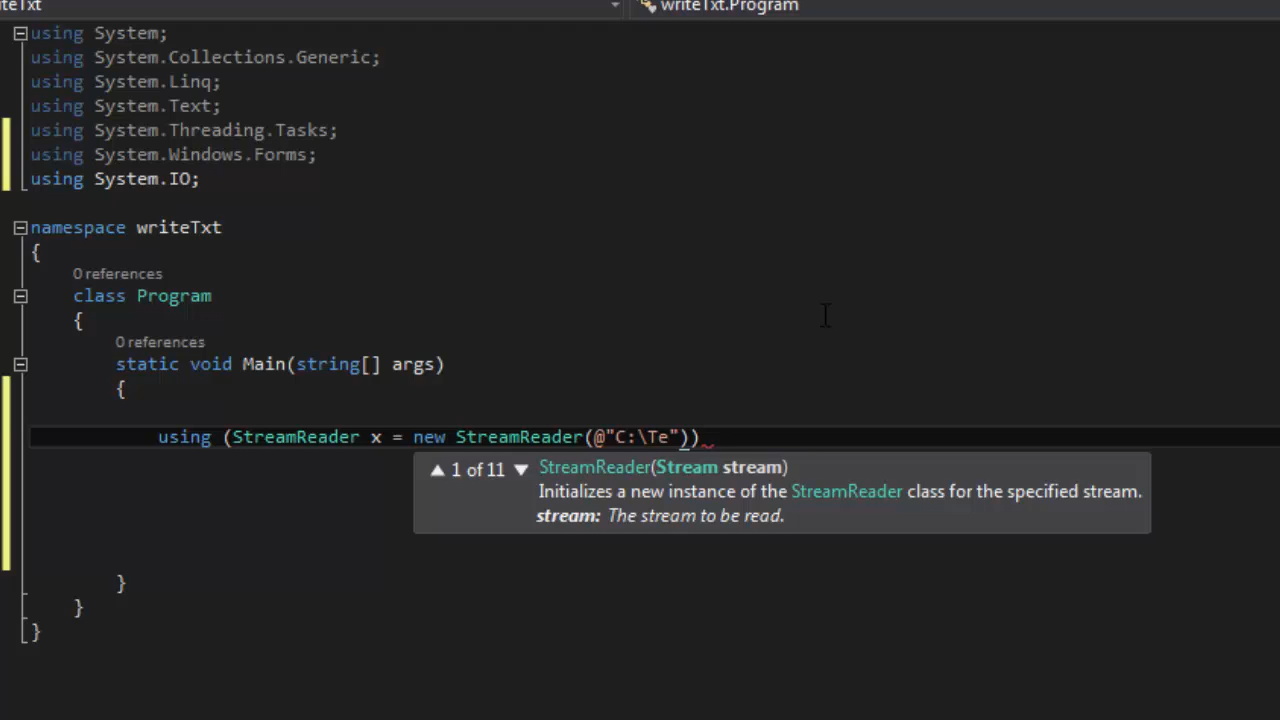 iteTxt writeTxt.Program
using System;
using System.Collections.Generic;
using System.Linq;
using System.Text;
using System.Threading.Tasks;
using System.Windows.Forms;
using System.IO;
namespace writeTxt
{
0 references
class Program
{
0 references
static void Main(string[] args)
{
using (StreamReader x = new StreamReader(@"C:\Te"))
▲ 1 of 11 ▼ StreamReader(Stream stream)
Initializes a new instance of the StreamReader class for the specified stream.
stream: The stream to be read.
}
}
}